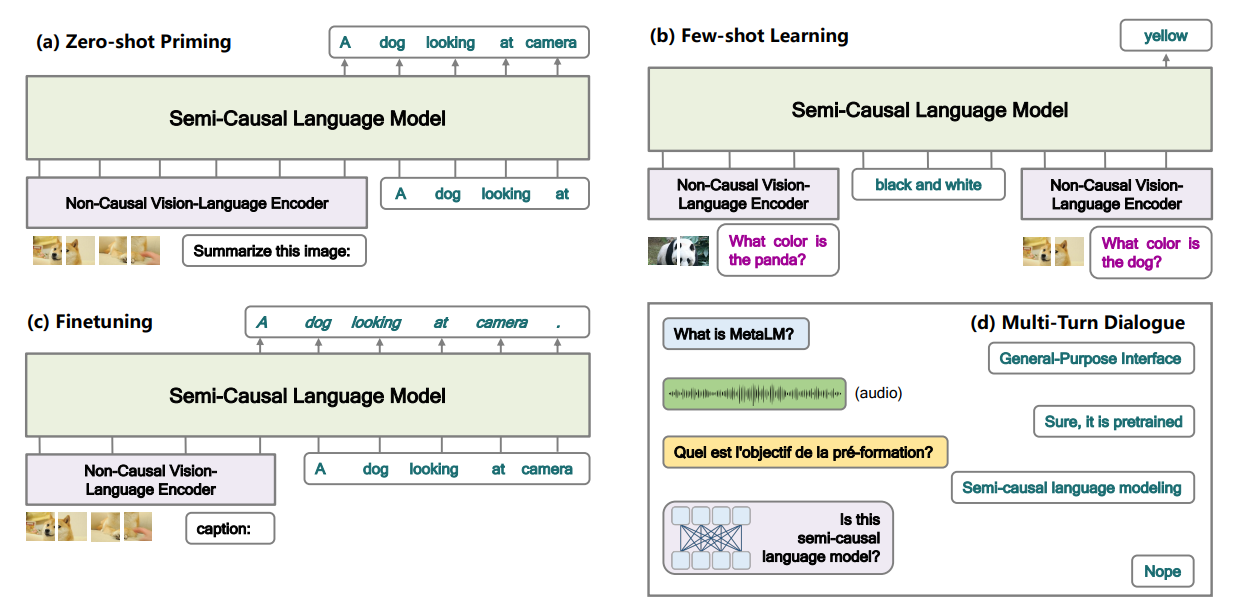 (a) Zero-shot Priming
A dog looking at camera
Semi-Causal Language Model
Non-Causal Vision-Language Encoder
A dog looking at
Summarize this image:
(b) Few-shot Learning
yellow
Semi-Causal Language Model
Non-Causal Vision-
Language Encoder
black and white
Non-Causal Vision-
Language Encoder
What color is
the panda?
What color is
the dog?
(c) Finetuning
A dog looking at camera .
Semi-Causal Language Model
Non-Causal Vision-
Language Encoder
A dog looking at camera
caption:
(d) Multi-Turn Dialogue
What is MetaLM?
General-Purpose Interface
(audio)
Sure, it is pretrained
Quel est l'objectif de la pré-formation?
Semi-causal language modeling
Is this
semi-causal
language model?
Nope